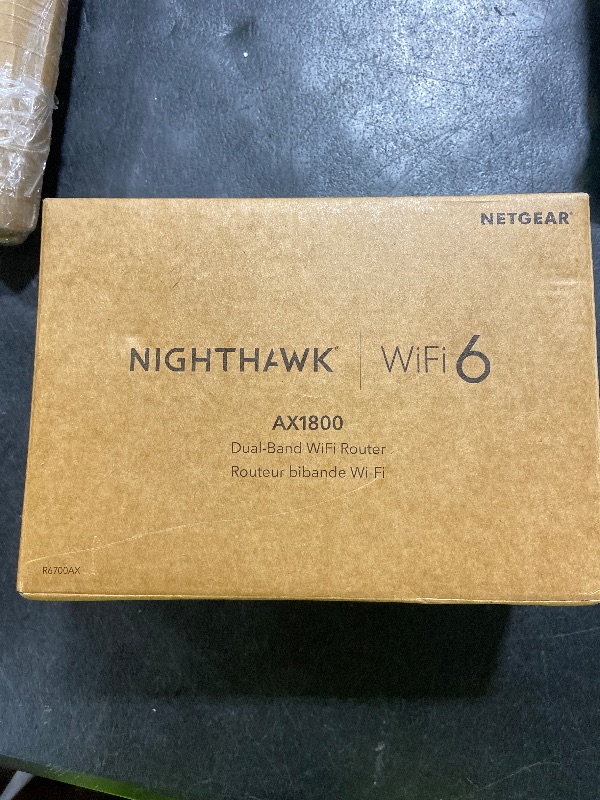 NETGEAR®
NIGHTHAWK® | WiFi 6
AX1800
Dual-Band WiFi Router
Routeur bibande Wi-Fi
R6700AX